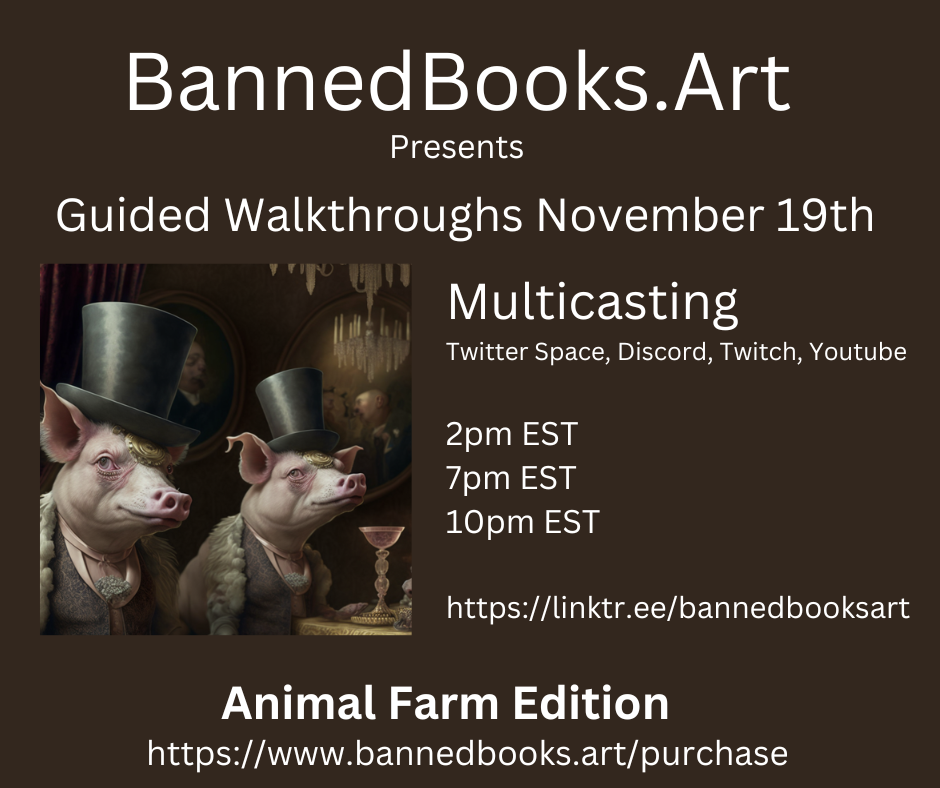 BannedBooks.Art
Presents
Guided Walkthroughs November 19th
Multicasting
Twitter Space, Discord, Twitch, Youtube
2pm EST
7pm EST
10pm EST
https://linktr.ee/bannedbooksart
Animal Farm Edition
https://www.bannedbooks.art/purchase